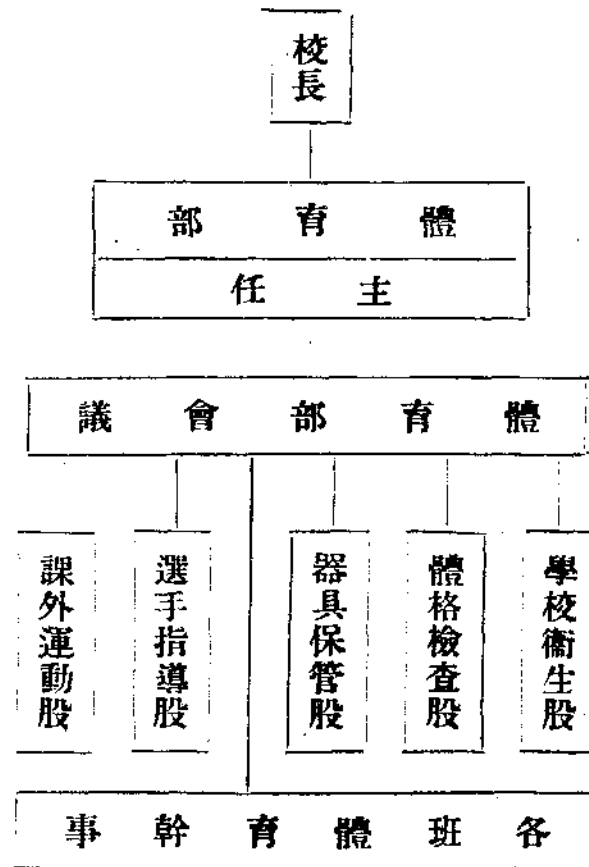 校長
體育部
主任
體育部會議
學校衞生股
體格檢查股
器具保管股
選手指導股
課外運動股
各班體育幹事